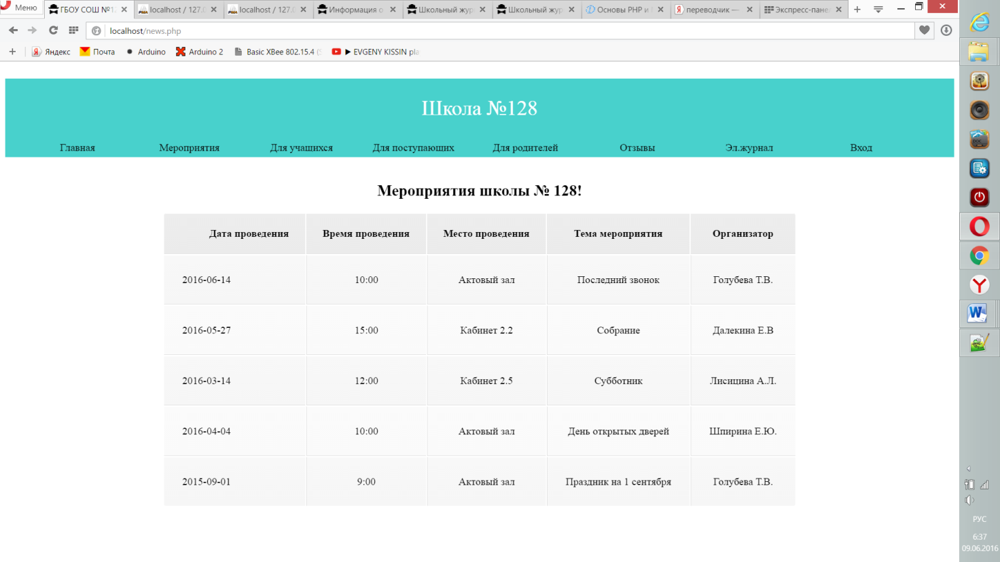 Меню
ГБОУ СОШ №12
localhost / 127.0
localhost / 127.0
Информация о
Школьный жур
Школьный жур
Основы PHP и
переводчик —
Экспресс-пане
localhost/news.php
Яндекс
Почта
Arduino
Arduino 2
Basic XBee 802.15.4
EVGENY KISSIN pla
Школа №128
Главная Мероприятия Для учащихся Для поступающих Для родителей Отзывы Эл.журнал Вход
Мероприятия школы № 128!
Дата проведения Время проведения Место проведения Тема мероприятия Организатор
2016-06-14 10:00 Актовый зал Последний звонок Голубева Т.В.
2016-05-27 15:00 Кабинет 2.2 Собрание Далекина Е.В
2016-03-14 12:00 Кабинет 2.5 Субботник Лисицина А.Л.
2016-04-04 10:00 Актовый зал День открытых дверей Шпирина Е.Ю.
2015-09-01 9:00 Актовый зал Праздник на 1 сентября Голубева Т.В.
РУС
6:37
09.06.2016